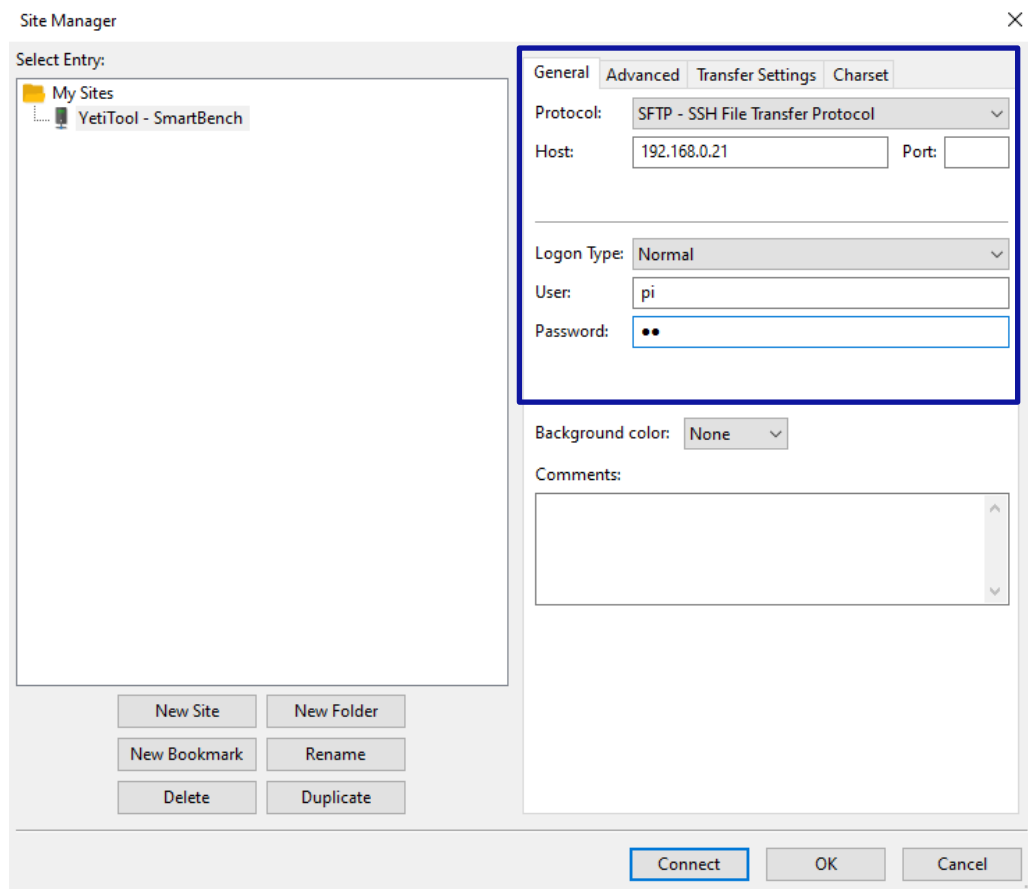 Site Manager
Select Entry:
My Sites
YetiTool - SmartBench
General Advanced Transfer Settings Charset
Protocol: SFTP - SSH File Transfer Protocol
Host: 192.168.0.21 Port:
Logon Type: Normal
User: pi
Password: ●●
Background color: None
Comments:
New Site New Folder
New Bookmark Rename
Delete Duplicate
Connect OK Cancel